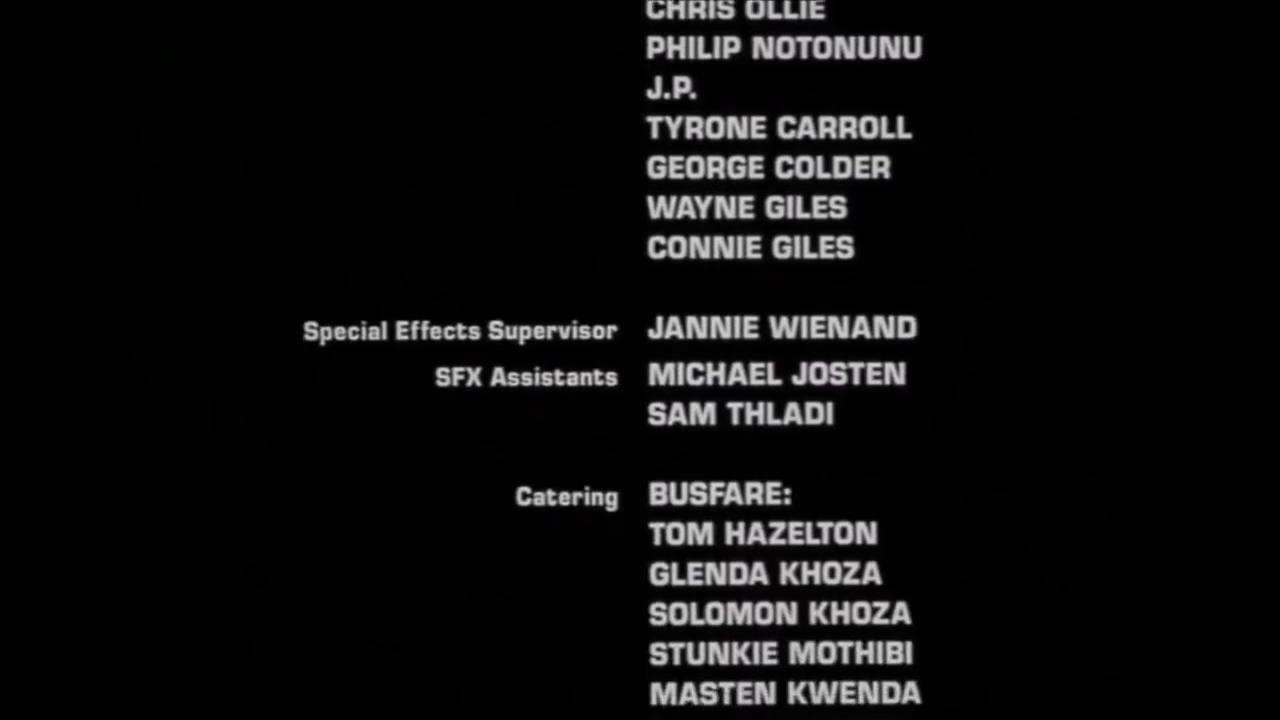 CHRIS OLLIE
PHILIP NOTONUNU
J.P.
TYRONE CARROLL
GEORGE COLDER
WAYNE GILES
CONNIE GILES
Special Effects Supervisor JANNIE WIENAND
SFX Assistants MICHAEL JOSTEN
SAM THLADI
Catering BUSFARE:
TOM HAZELTON
GLENDA KHOZA
SOLOMON KHOZA
STUNKIE MOTHIBI
MASTEN KWENDA